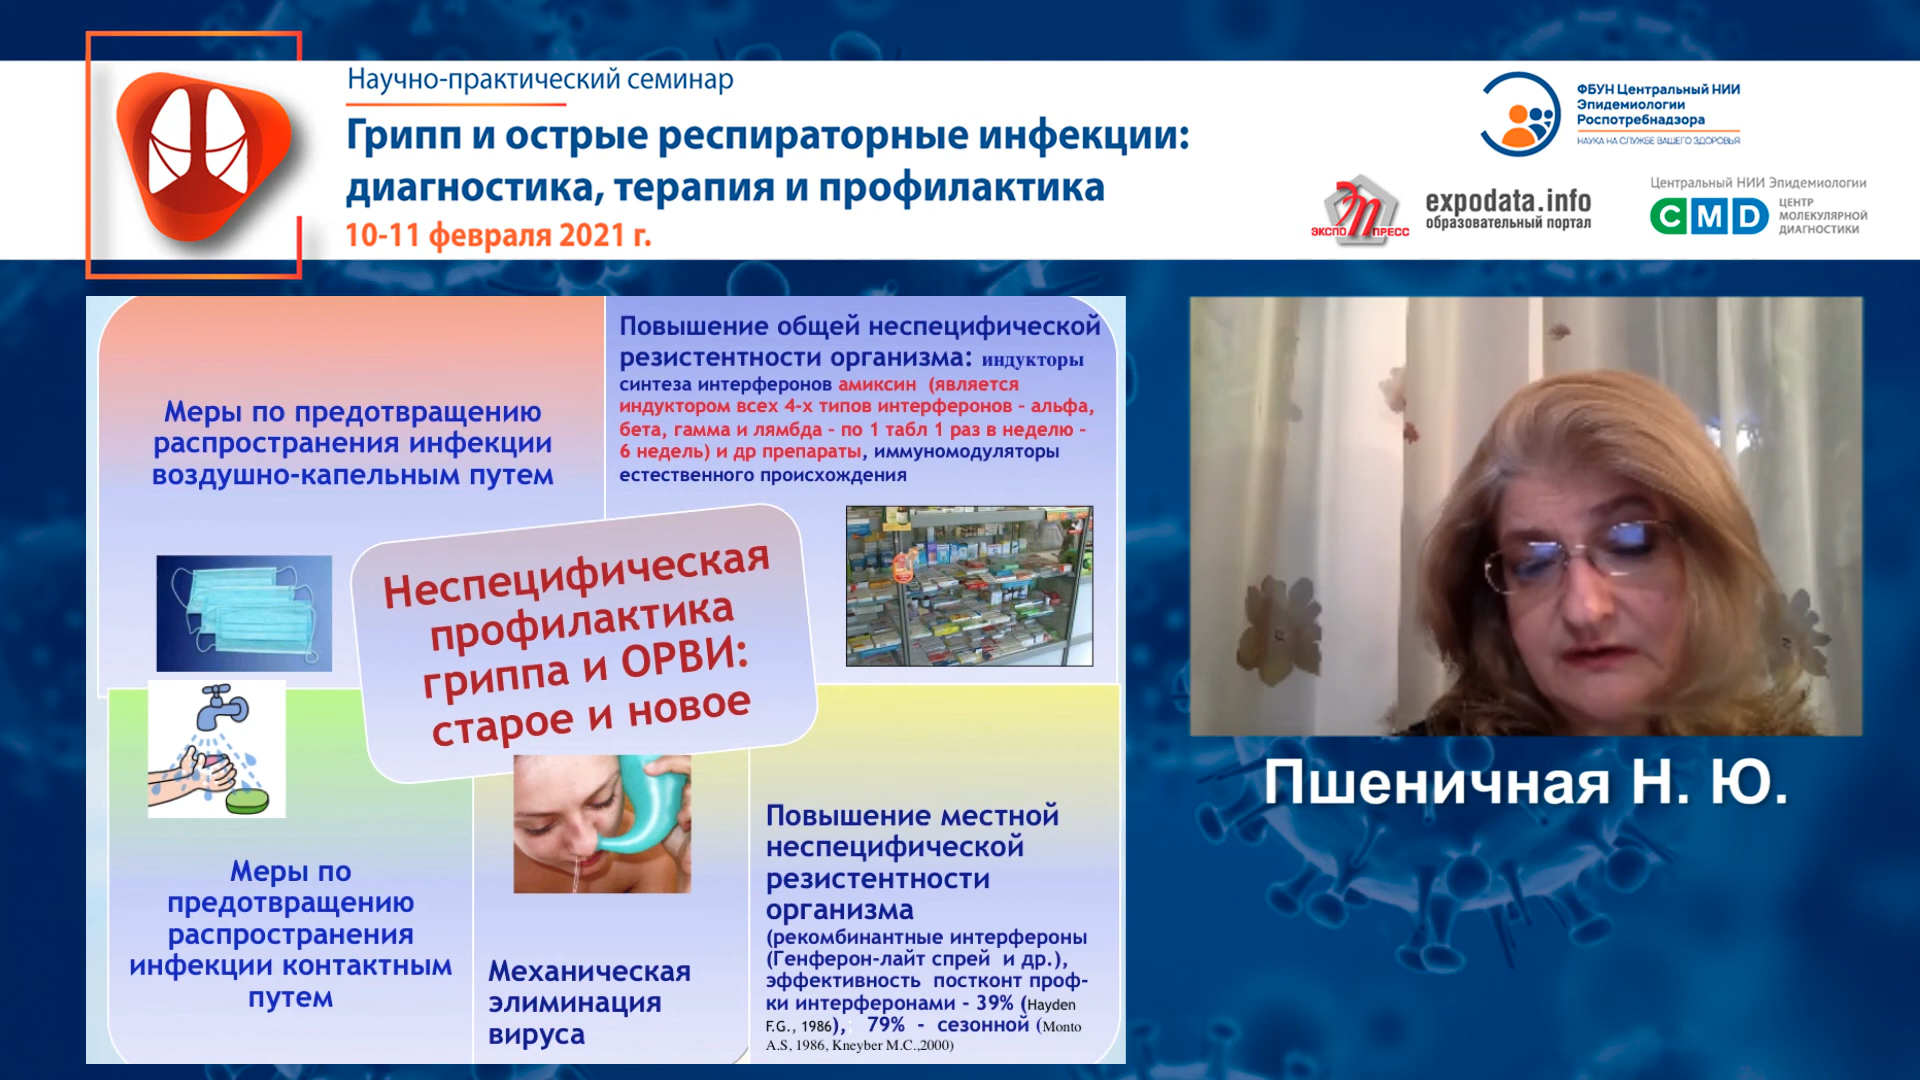 Научно-практический семинар
Грипп и острые респираторные инфекции:
диагностика, терапия и профилактика
10-11 февраля 2021 г.
ФБУН Центральный НИИ
Эпидемиологии
Роспотребнадзора
НАУКА НА СЛУЖБЕ ВАШЕГО ЗДОРОВЬЯ
ЭКСПО ПРЕСС
expodata.info
образовательный портал
Центральный НИИ Эпидемиологии
CMD
ЦЕНТР
МОЛЕКУЛЯРНОЙ
ДИАГНОСТИКИ
Меры по предотвращению
распространения инфекции
воздушно-капельным путем
Повышение общей неспецифической
резистентности организма: индукторы
синтеза интерферонов амиксин (является
индуктором всех 4-х типов интерферонов – альфа,
бета, гамма и лямбда – по 1 табл 1 раз в неделю –
6 недель) и др препараты, иммуномодуляторы
естественного происхождения
Неспецифическая
профилактика
гриппа и ОРВИ:
старое и новое
Меры по
предотвращению
распространения
инфекции контактным
путем
Механическая
элиминация
вируса
Повышение местной
неспецифической
резистентности
организма
(рекомбинантные интерфероны
(Генферон-лайт спрей и др.),
эффективность постконт проф-
ки интерферонами - 39% (Hayden
F.G., 1986), 79% - сезонной (Monto
A.S, 1986, Kneyber M.C.,2000)
Пшеничная Н. Ю.